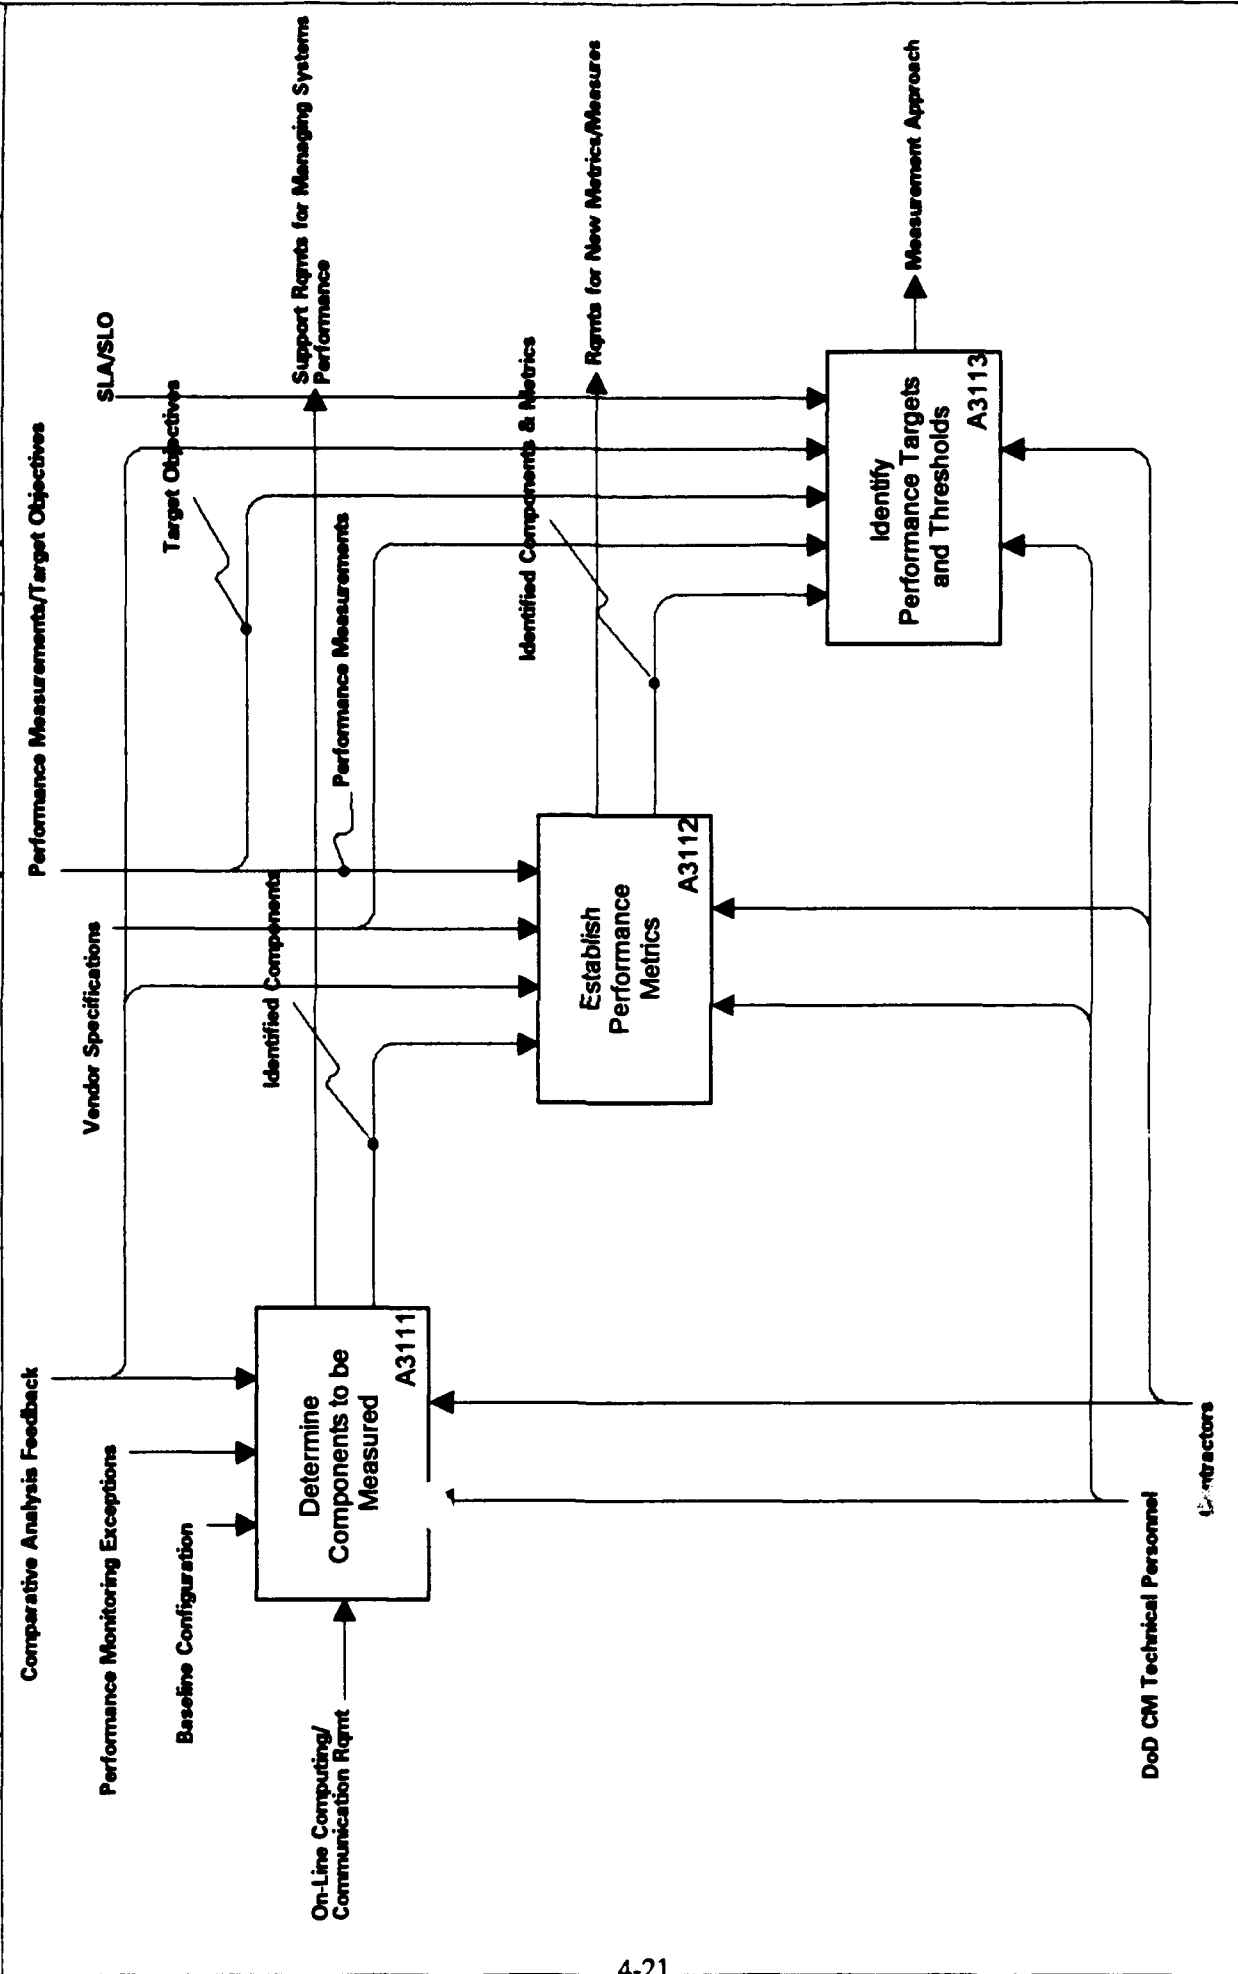 Comparative Analysis Feedback
Performance Monitoring Exceptions
Baseline Configuration
On-Line Computing/
Communication Rqmt
Determine
Components to be
Measured
A3111
Vendor Specifications
Performance Measurements/Target Objectives
SLA/SLO
Target Objectives
Identified Components
Performance Measurements
Support Rqmts for Managing Systems
Performance
Establish
Performance
Metrics
A3112
Identified Components & Metrics
Rqmts for New Metrics/Measures
Identify
Performance Targets
and Thresholds
A3113
Measurement Approach
DoD CM Technical Personnel
Contractors
4-21